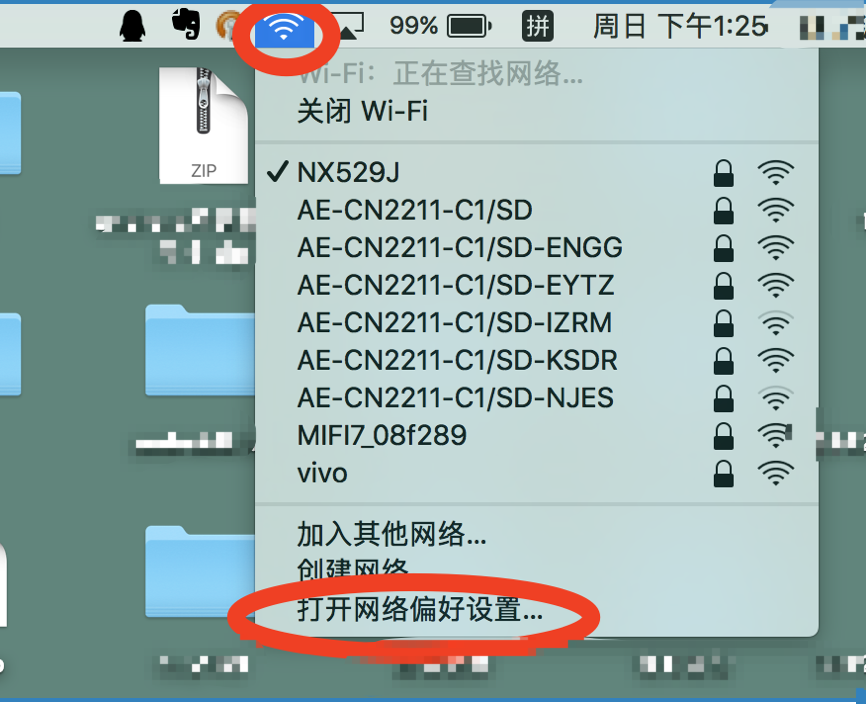 99% 拼 周日 下午1:25
Wi-Fi：正在查找网络...
关闭 Wi-Fi
ZIP
✓ NX529J
AE-CN2211-C1/SD
AE-CN2211-C1/SD-ENGG
AE-CN2211-C1/SD-EYTZ
AE-CN2211-C1/SD-IZRM
AE-CN2211-C1/SD-KSDR
AE-CN2211-C1/SD-NJES
MIFI7_08f289
vivo
加入其他网络...
创建网络
打开网络偏好设置...